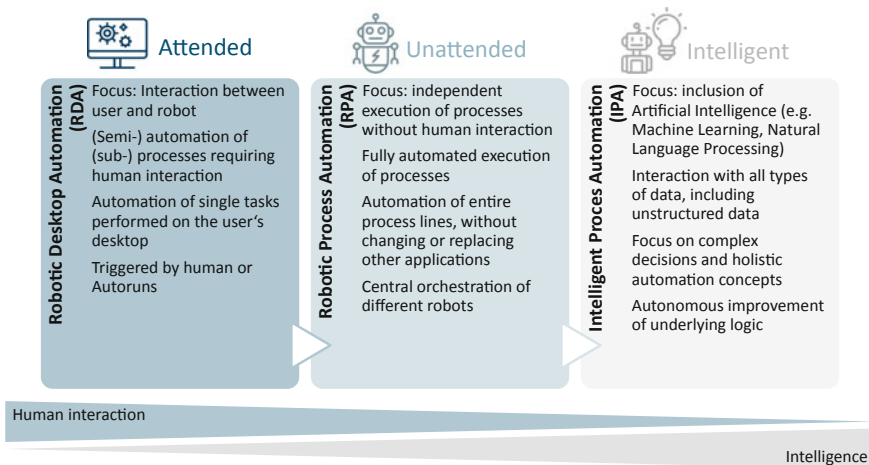 Attended
Unattended
Intelligent
Robotic Desktop Automation
(RDA)
Focus: Interaction between
user and robot
(Semi-) automation of
(sub-) processes requiring
human interaction
Automation of single tasks
performed on the user‘s
desktop
Triggered by human or
Autoruns
Robotic Process Automation
(RPA)
Focus: independent
execution of processes
without human interaction
Fully automated execution
of processes
Automation of entire
process lines, without
changing or replacing
other applications
Central orchestration of
different robots
Intelligent Proces Automation
(IPA)
Focus: inclusion of
Artificial Intelligence (e.g.
Machine Learning, Natural
Language Processing)
Interaction with all types
of data, including
unstructured data
Focus on complex
decisions and holistic
automation concepts
Autonomous improvement
of underlying logic
Human interaction
Intelligence